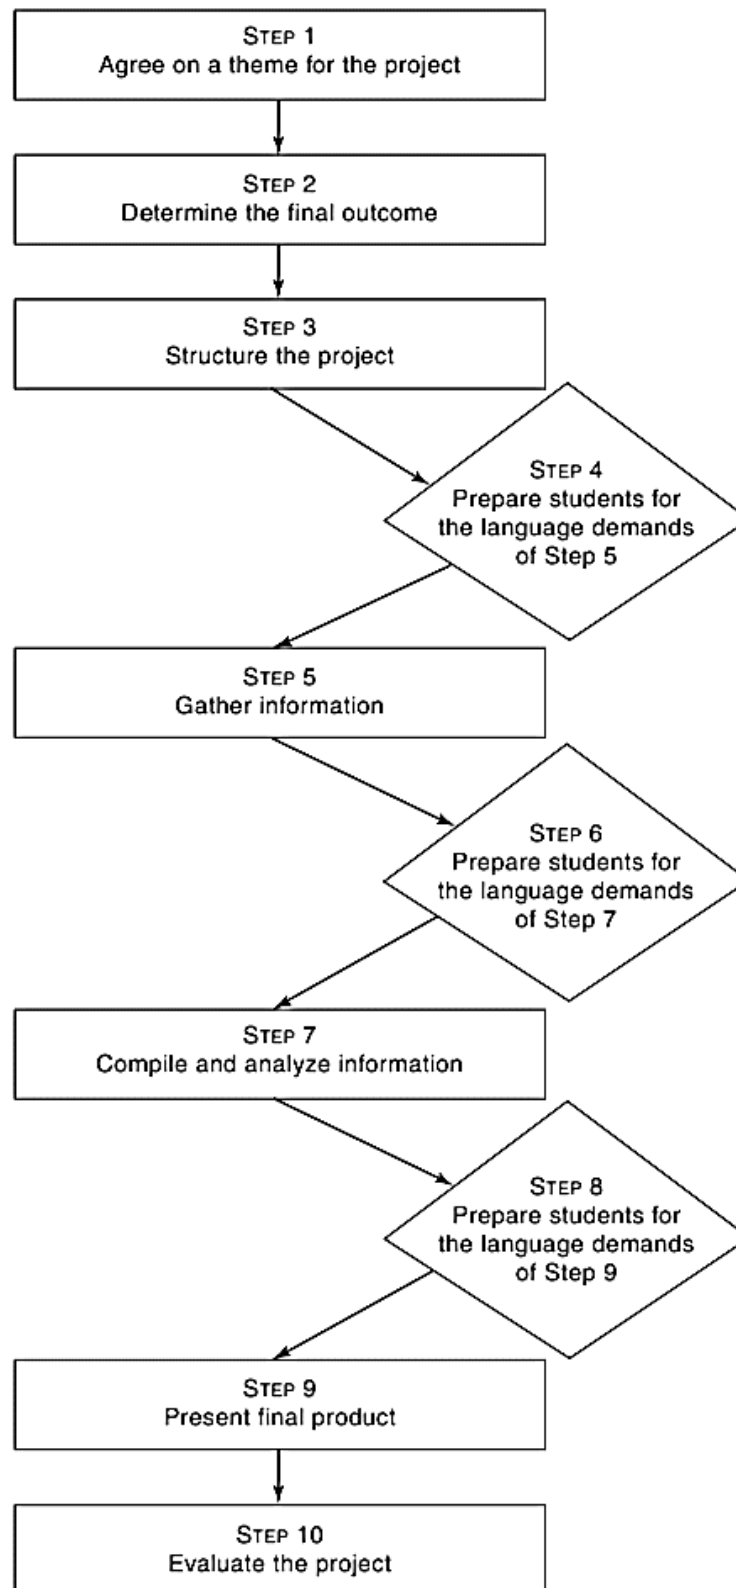 STEP 1
Agree on a theme for the project
STEP 2
Determine the final outcome
STEP 3
Structure the project
STEP 4
Prepare students for
the language demands
of Step 5
STEP 5
Gather information
STEP 6
Prepare students for
the language demands
of Step 7
STEP 7
Compile and analyze information
STEP 8
Prepare students for
the language demands
of Step 9
STEP 9
Present final product
STEP 10
Evaluate the project